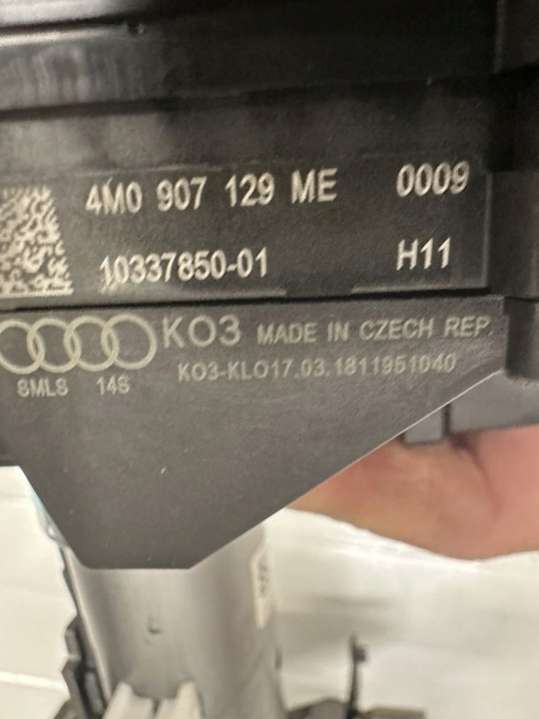 4M0 907 129 ME 0009
10337850-01 H11
KO3 MADE IN CZECH REP.
8MLS 14S KO3-KLO17.03.1811951040